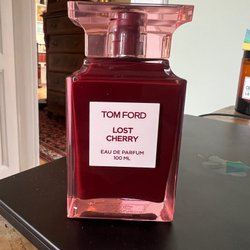 TOM FORD
LOST
CHERRY
EAU DE PARFUM
100 ML